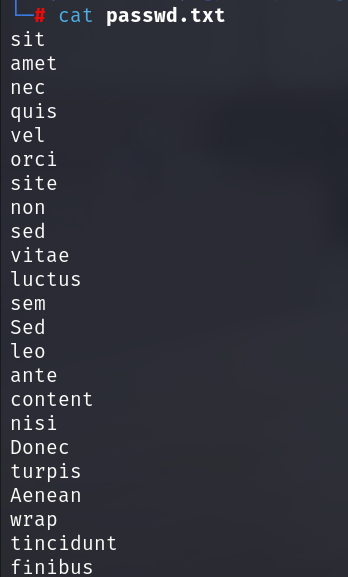 └─# cat passwd.txt
sit
amet
nec
quis
vel
orci
site
non
sed
vitae
luctus
sem
Sed
leo
ante
content
nisi
Donec
turpis
Aenean
wrap
tincidunt
finibus